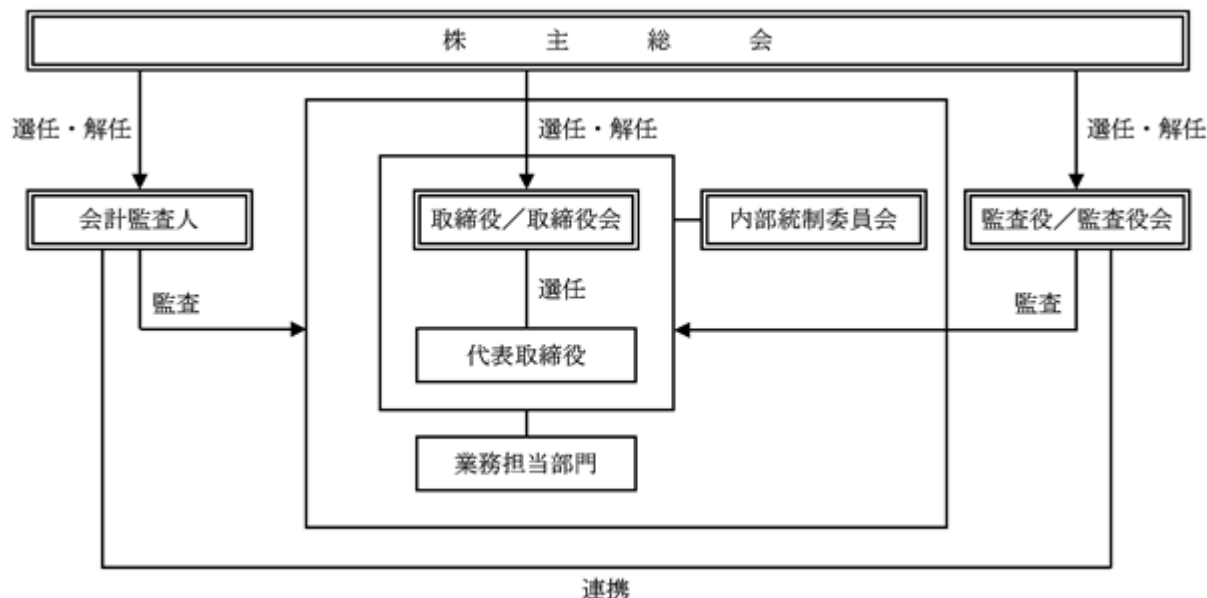 株主総会
選任・解任
選任・解任
選任・解任
会計監査人
取締役／取締役会
内部統制委員会
監査役／監査役会
監査
選任
監査
代表取締役
業務担当部門
連携